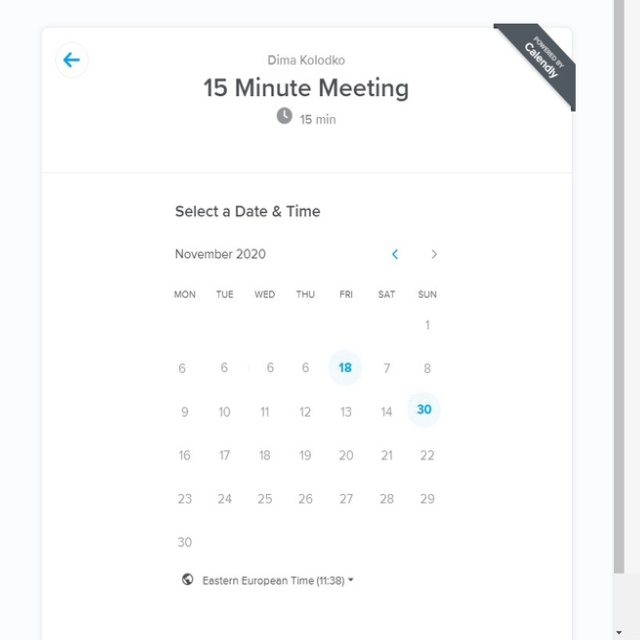 Dima Kolodko
POWERED BY
Calendly
15 Minute Meeting
15 min
Select a Date & Time
November 2020
MON TUE WED THU FRI SAT SUN
1
6 6 6 6 18 7 8
9 10 11 12 13 14 30
16 17 18 19 20 21 22
23 24 25 26 27 28 29
30
Eastern European Time (11:38)